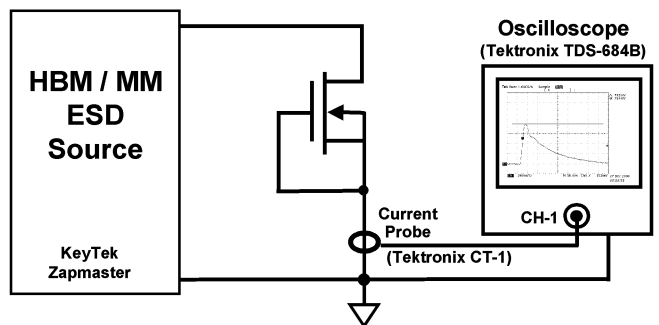 HBM / MM
ESD
Source
KeyTek
Zapmaster
Oscilloscope
(Tektronix TDS-684B)
CH-1
Current
Probe
(Tektronix CT-1)